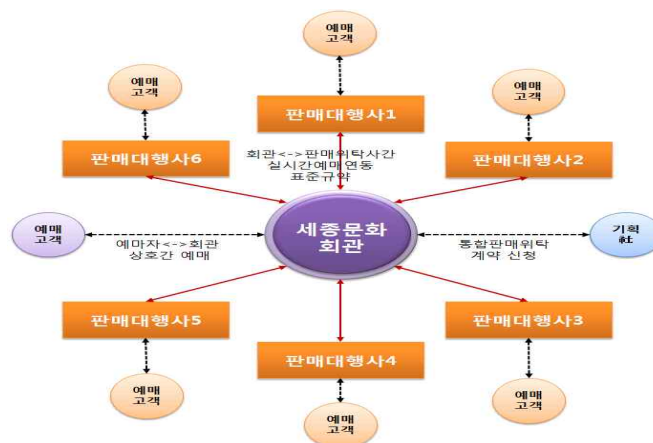 예매
고객
예매
고객
예매
고객
판매대행사1
판매대행사6
판매대행사2
회관<->판매위탁사간
실시간예매연동
표준규약
예매
고객
예마자<->회관
상호간 예매
세종문화
회관
통합판매위탁
계약 신청
기획
社
판매대행사5
판매대행사4
판매대행사3
예매
고객
예매
고객
예매
고객